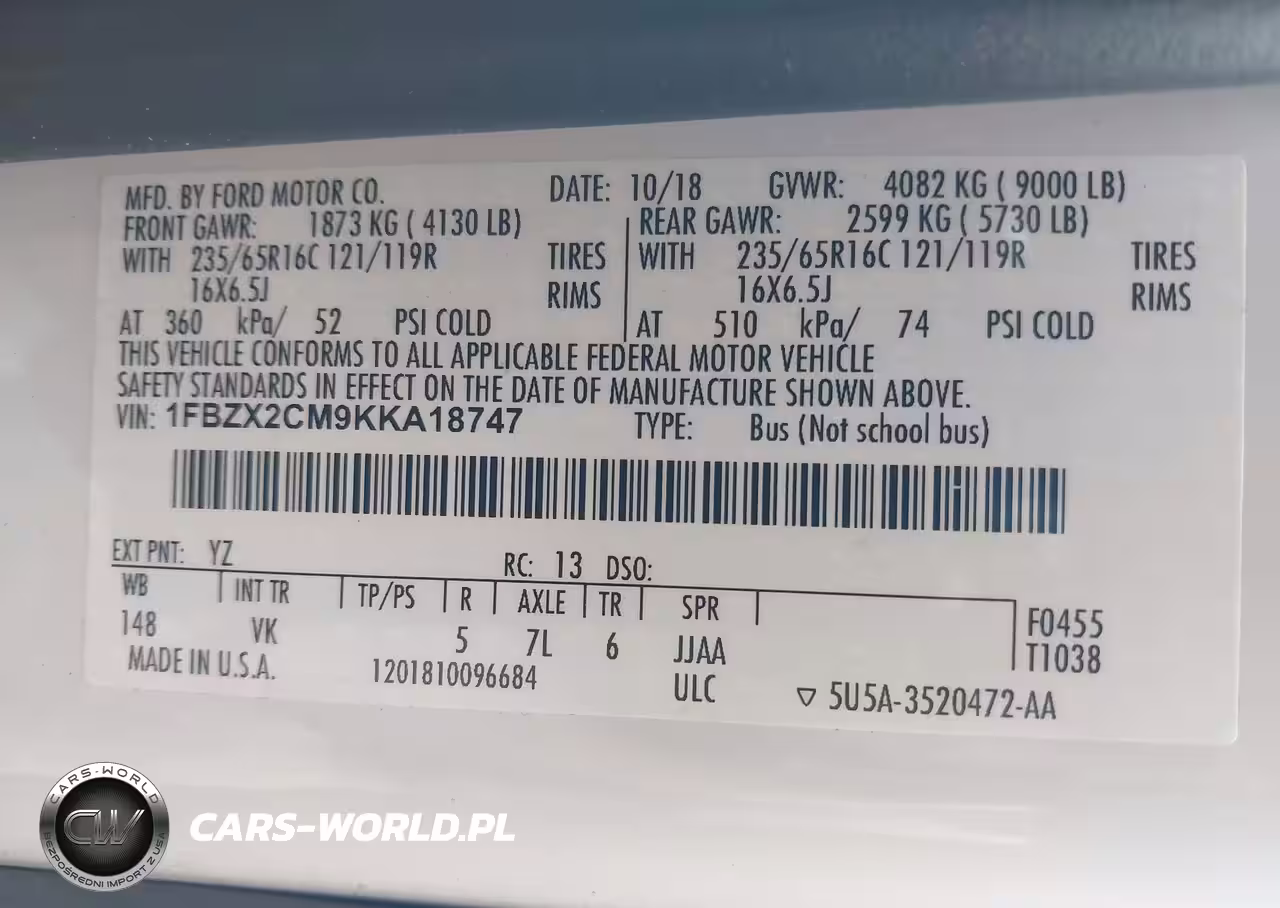 MFD. BY FORD MOTOR CO. DATE: 10/18 GVWR: 4082 KG ( 9000 LB)
FRONT GAWR: 1873 KG ( 4130 LB) REAR GAWR: 2599 KG ( 5730 LB)
WITH 235/65R16C 121/119R TIRES WITH 235/65R16C 121/119R TIRES
16X6.5J RIMS 16X6.5J RIMS
AT 360 kPa/ 52 PSI COLD AT 510 kPa/ 74 PSI COLD
THIS VEHICLE CONFORMS TO ALL APPLICABLE FEDERAL MOTOR VEHICLE
SAFETY STANDARDS IN EFFECT ON THE DATE OF MANUFACTURE SHOWN ABOVE.
VIN: 1FBZX2CM9KKA18747 TYPE: Bus (Not school bus)
EXT PNT: YZ RC: 13 DSO:
WB INT TR TP/PS R AXLE TR SPR F0455
148 VK 5 7L 6 JJAA T1038
MADE IN U.S.A. 1201810096684 ULC ▽ 5U5A-3520472-AA
CARS-WORLD
CW
BEZPOŚREDNI IMPORT Z USA
CARS-WORLD.PL